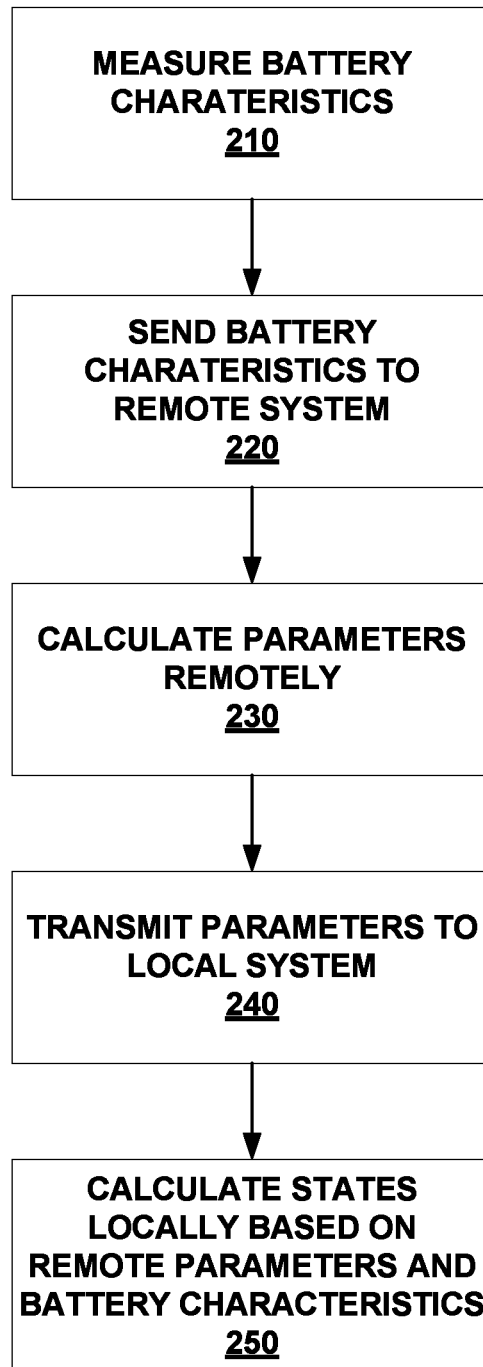 MEASURE BATTERY
CHARATERISTICS
210
SEND BATTERY
CHARATERISTICS TO
REMOTE SYSTEM
220
CALCULATE PARAMETERS
REMOTELY
230
TRANSMIT PARAMETERS TO
LOCAL SYSTEM
240
CALCULATE STATES
LOCALLY BASED ON
REMOTE PARAMETERS AND
BATTERY CHARACTERISTICS
250